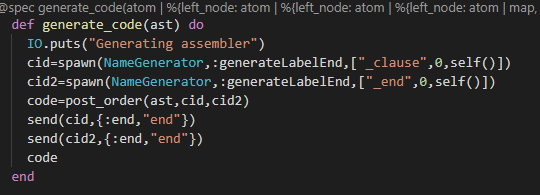 @spec generate_code(atom | %{left_node: atom | %{left_node: atom | %{left_node: atom | map,
def generate_code(ast) do
IO.puts("Generating assembler")
cid=spawn(NameGenerator,:generateLabelEnd,["_clause",0,self()])
cid2=spawn(NameGenerator,:generateLabelEnd,["_end",0,self()])
code=post_order(ast,cid,cid2)
send(cid,{:end,"end"})
send(cid2,{:end,"end"})
code
end